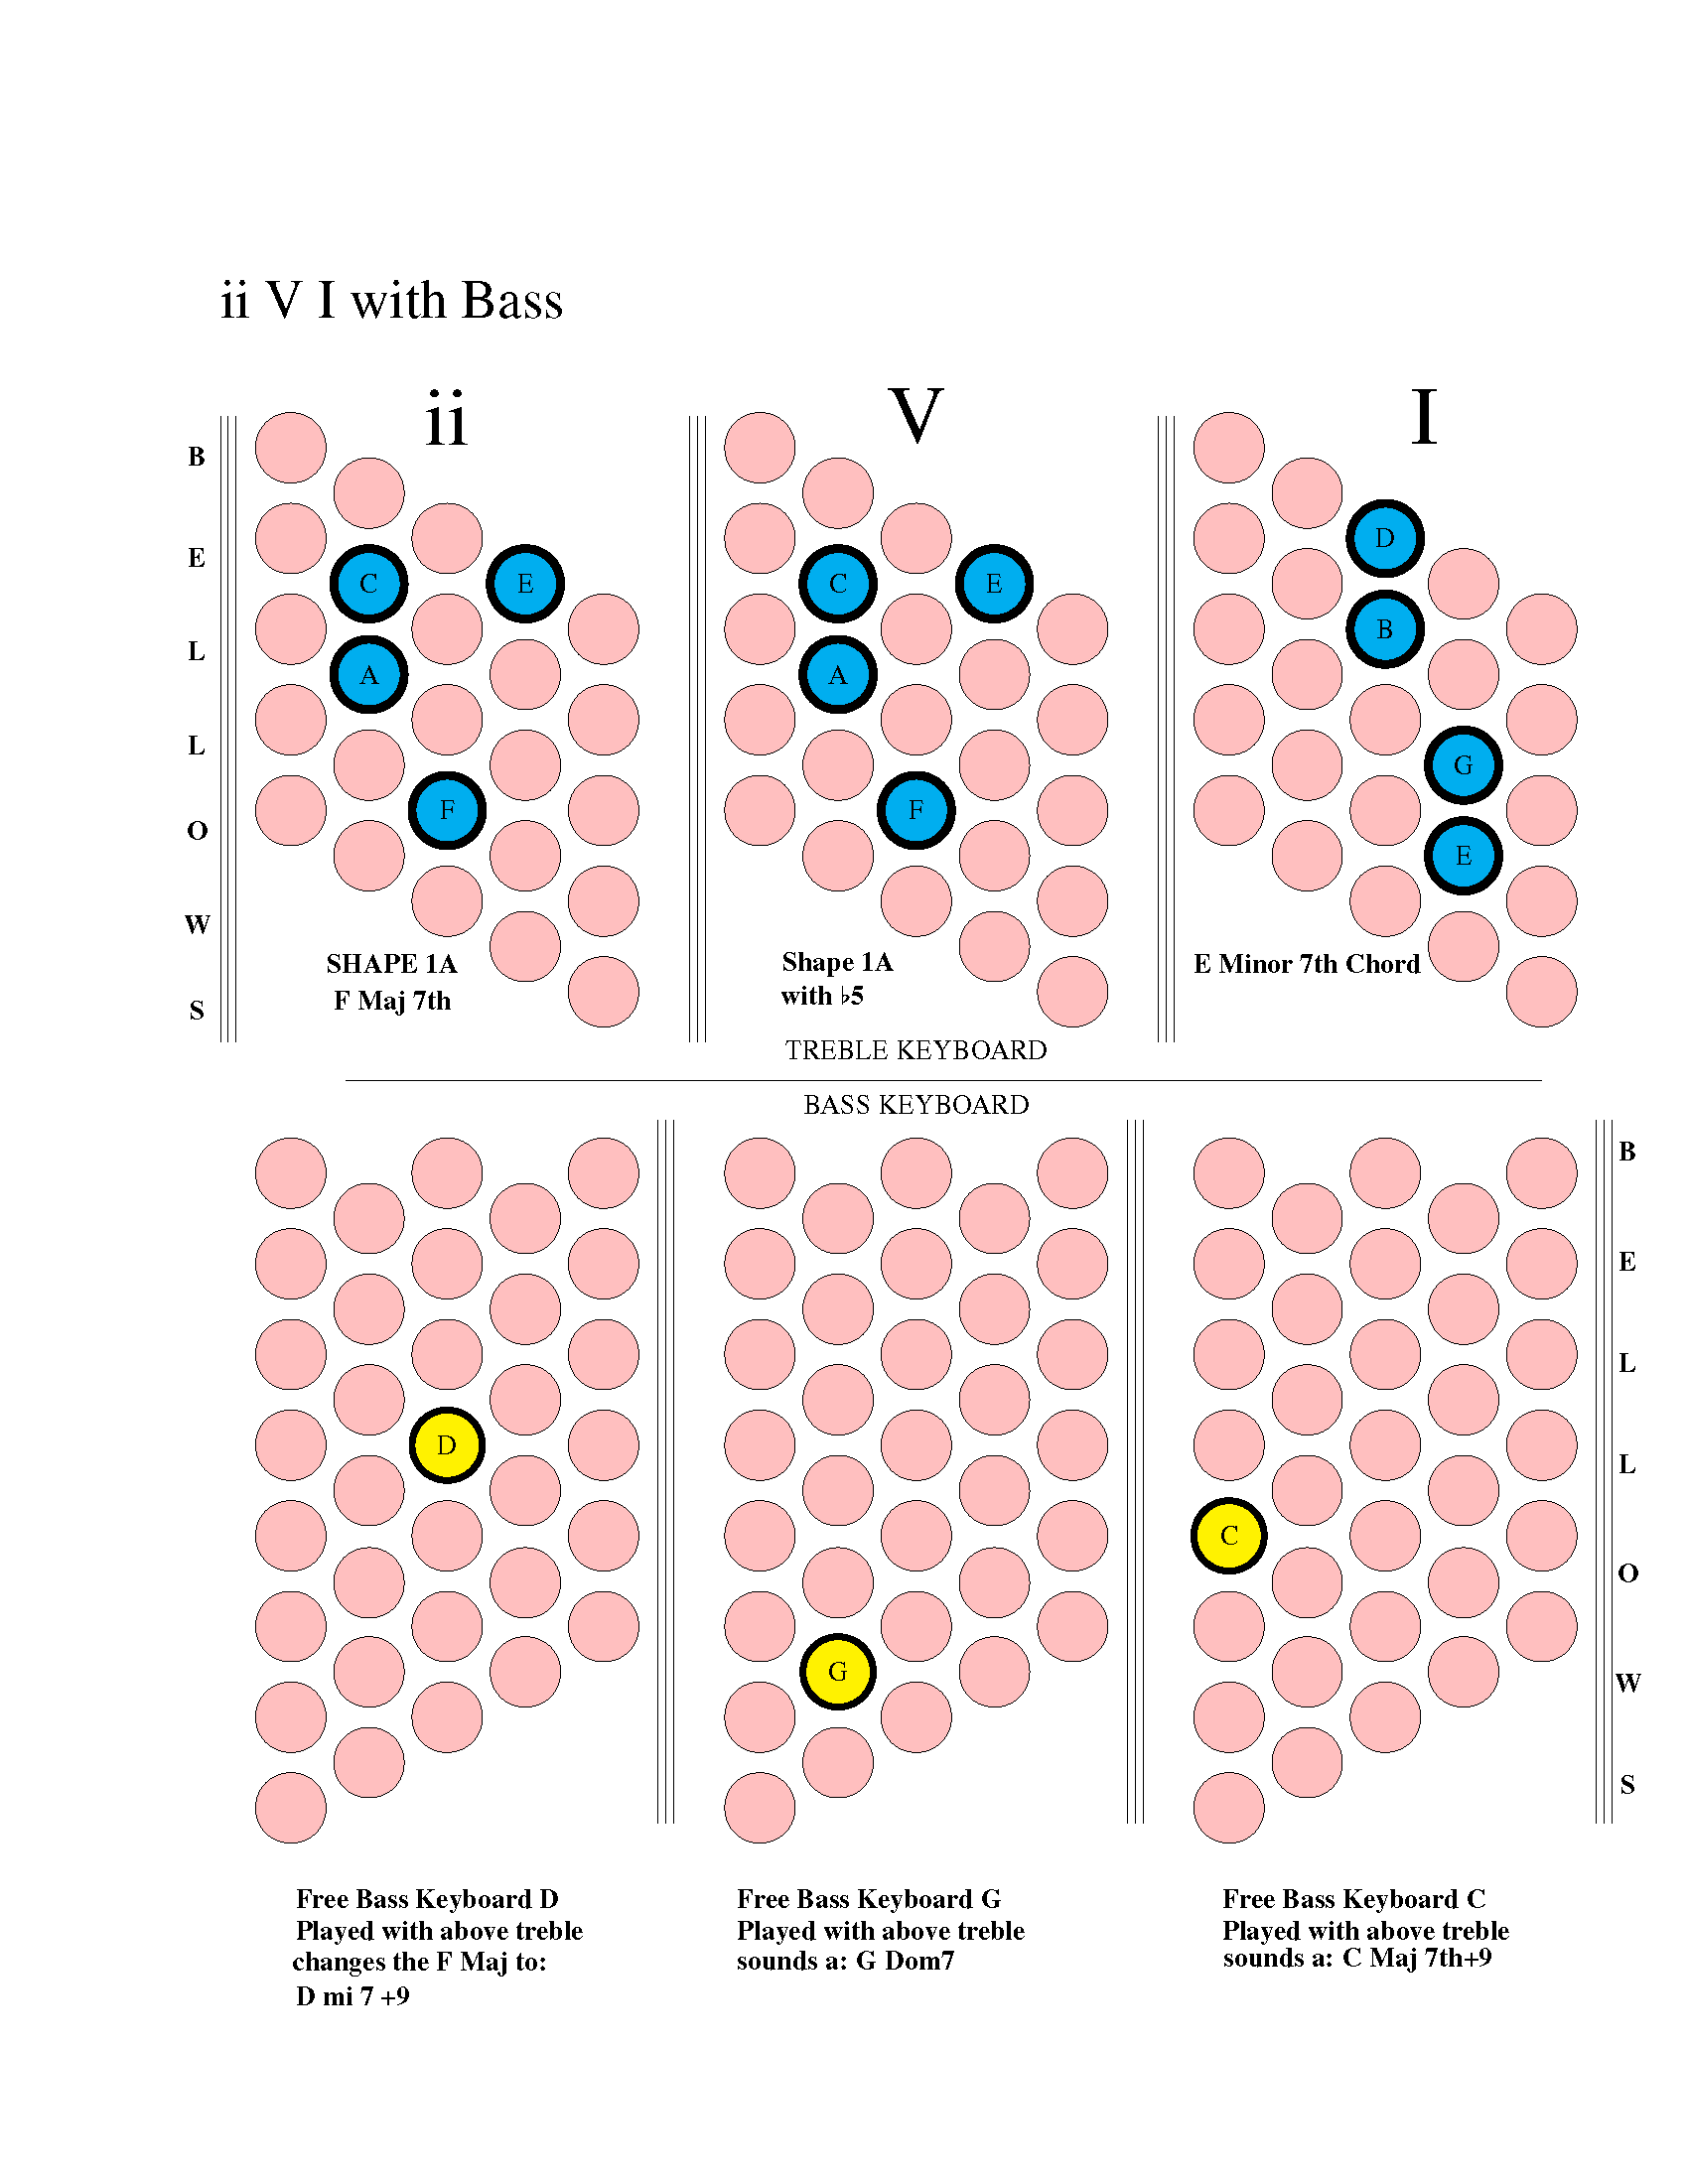 ii V I with Bass
ii
V
I
B
E
L
L
O
W
S
C
E
A
F
C
E
A
F
D
B
G
E
SHAPE 1A
F Maj 7th
Shape 1A
with ♭5
E Minor 7th Chord
TREBLE KEYBOARD
BASS KEYBOARD
D
G
C
B
E
L
L
O
W
S
Free Bass Keyboard D
Played with above treble
changes the F Maj to:
D mi 7 +9
Free Bass Keyboard G
Played with above treble
sounds a: G Dom7
Free Bass Keyboard C
Played with above treble
sounds a: C Maj 7th+9